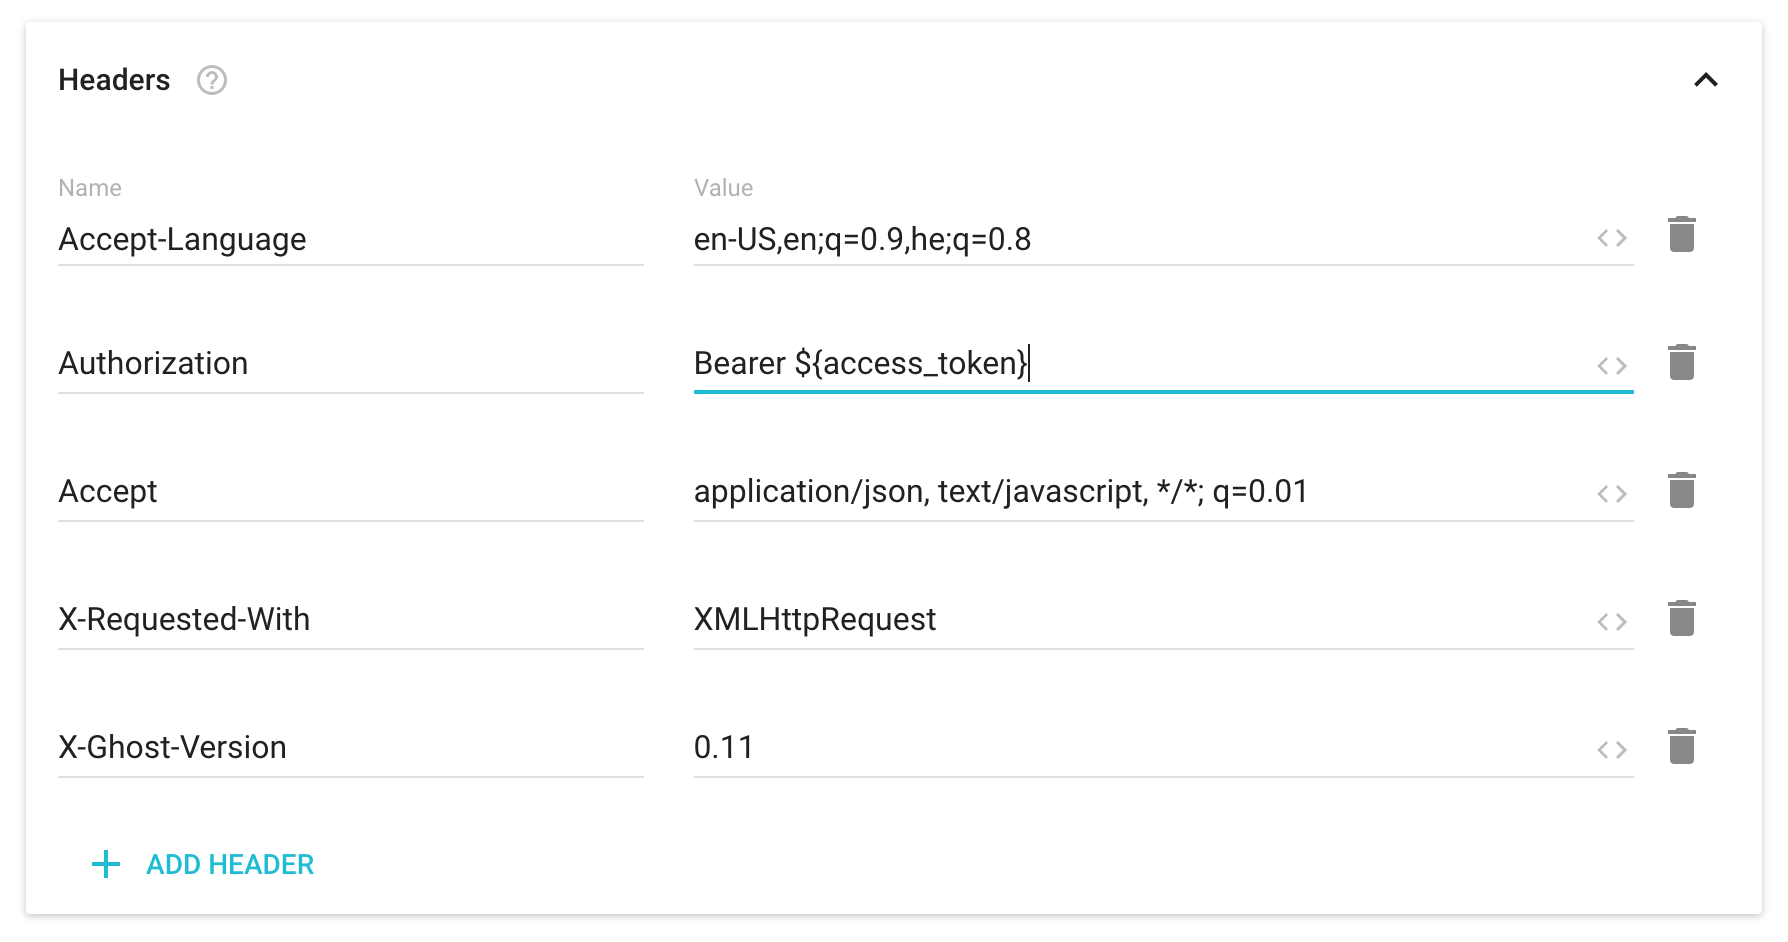 Headers ?
Name Value
Accept-Language en-US,en;q=0.9,he;q=0.8 <>
Authorization Bearer ${access_token} <>
Accept application/json, text/javascript, */*; q=0.01 <>
X-Requested-With XMLHttpRequest <>
X-Ghost-Version 0.11 <>
+ ADD HEADER